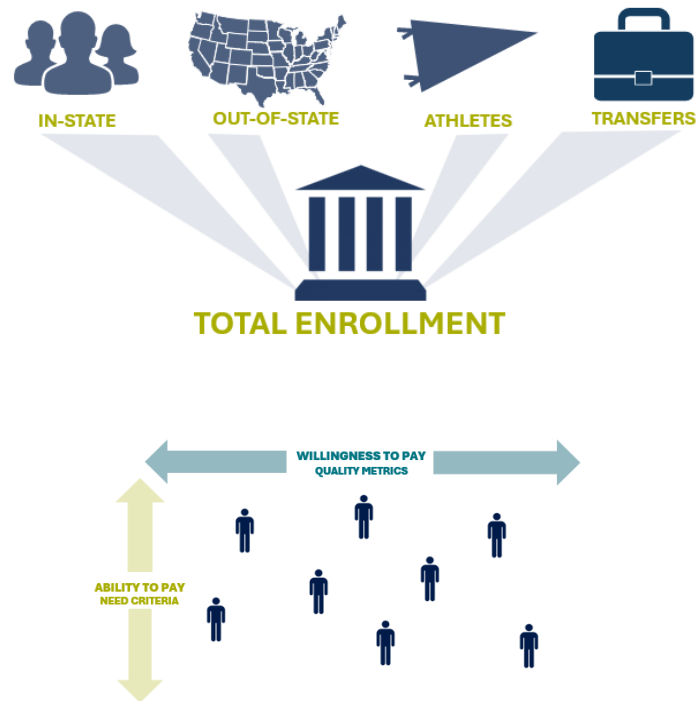 IN-STATE
OUT-OF-STATE
ATHLETES
TRANSFERS
TOTAL ENROLLMENT
WILLINGNESS TO PAY
QUALITY METRICS
ABILITY TO PAY
NEED CRITERIA